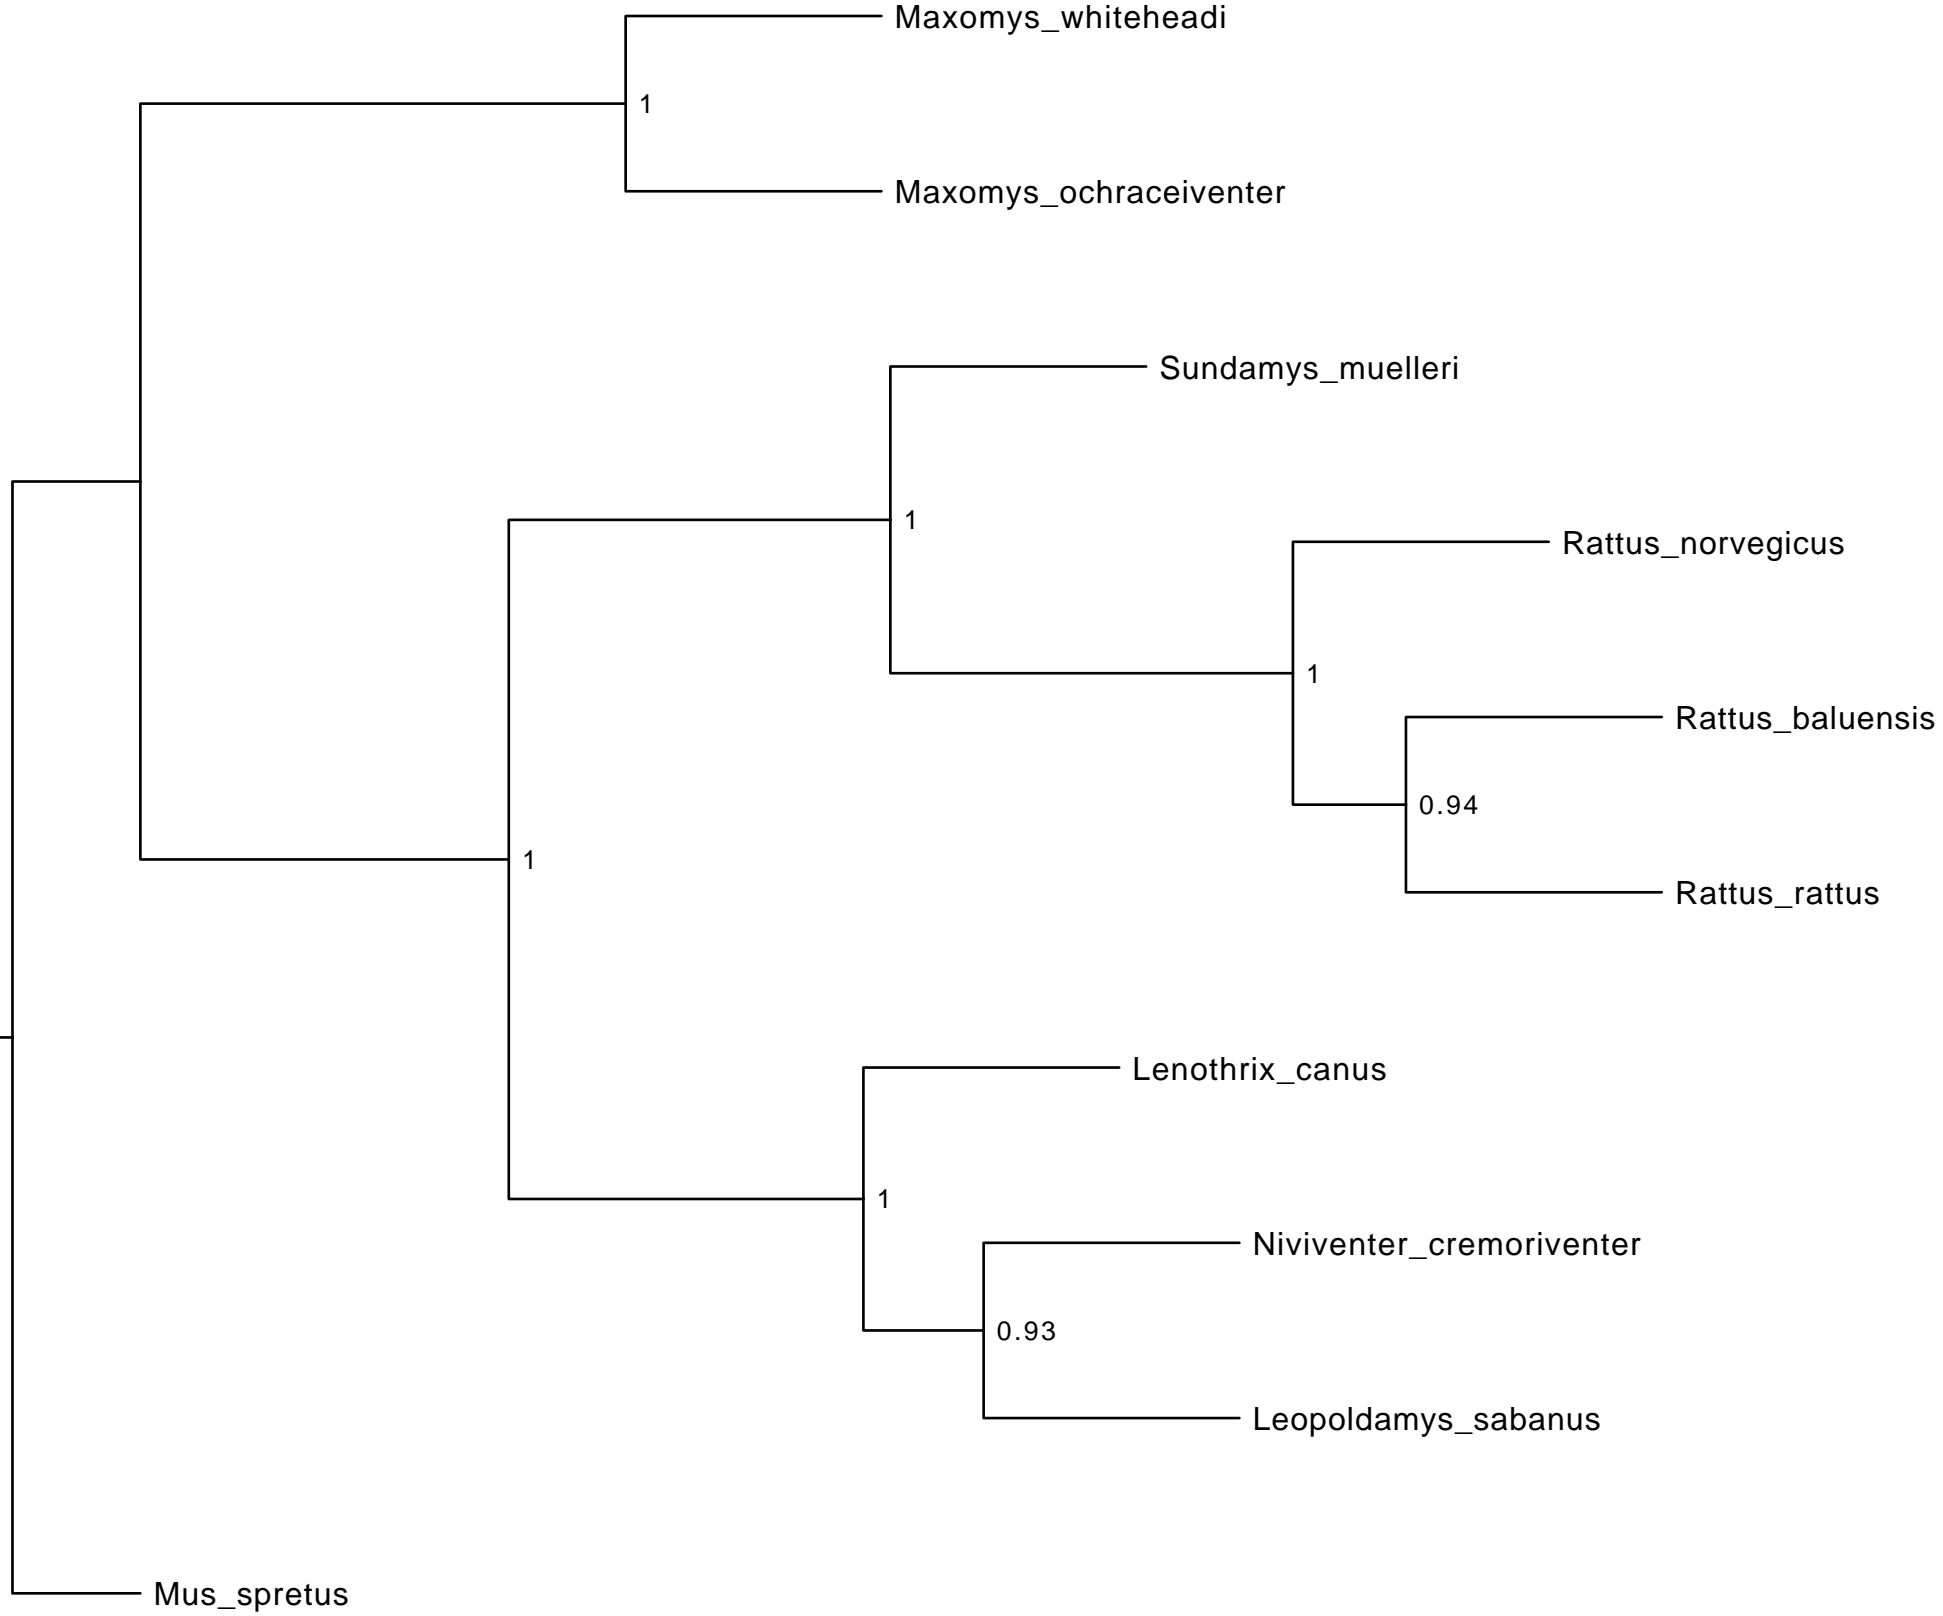 Maxomys_whiteheadi
1
Maxomys_ochraceiventer
Sundamys_muelleri
1
Rattus_norvegicus
1
Rattus_baluensis
0.94
1
Rattus_rattus
Lenothrix_canus
1
Niviventer_cremoriventer
0.93
Leopoldamys_sabanus
Mus_spretus